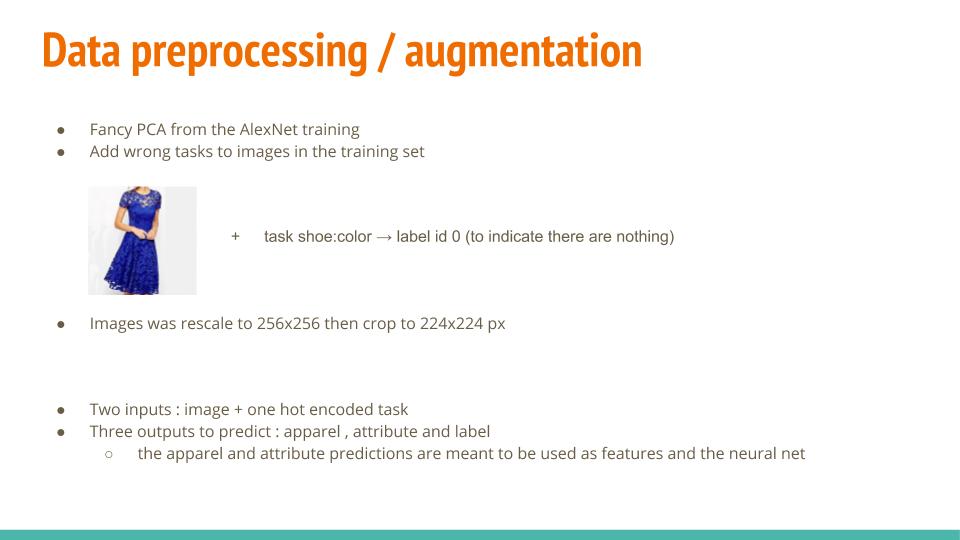 Data preprocessing / augmentation
● Fancy PCA from the AlexNet training
● Add wrong tasks to images in the training set
+ task shoe:color → label id 0 (to indicate there are nothing)
● Images was rescale to 256x256 then crop to 224x224 px
● Two inputs : image + one hot encoded task
● Three outputs to predict : apparel , attribute and label
○ the apparel and attribute predictions are meant to be used as features and the neural net